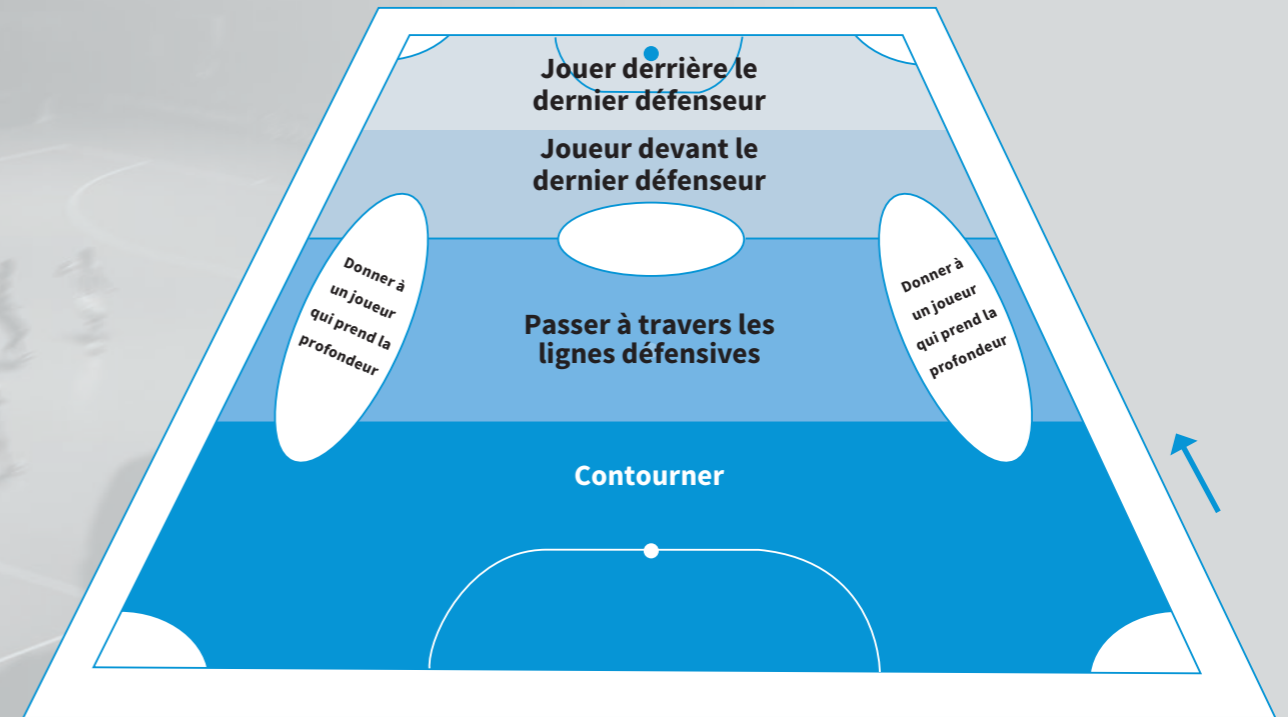 Jouer derrière le
dernier défenseur
Joueur devant le
dernier défenseur
Donner à
un joueur
qui prend la
profondeur
Donner à
un joueur
qui prend la
profondeur
Passer à travers les
lignes défensives
Contourner